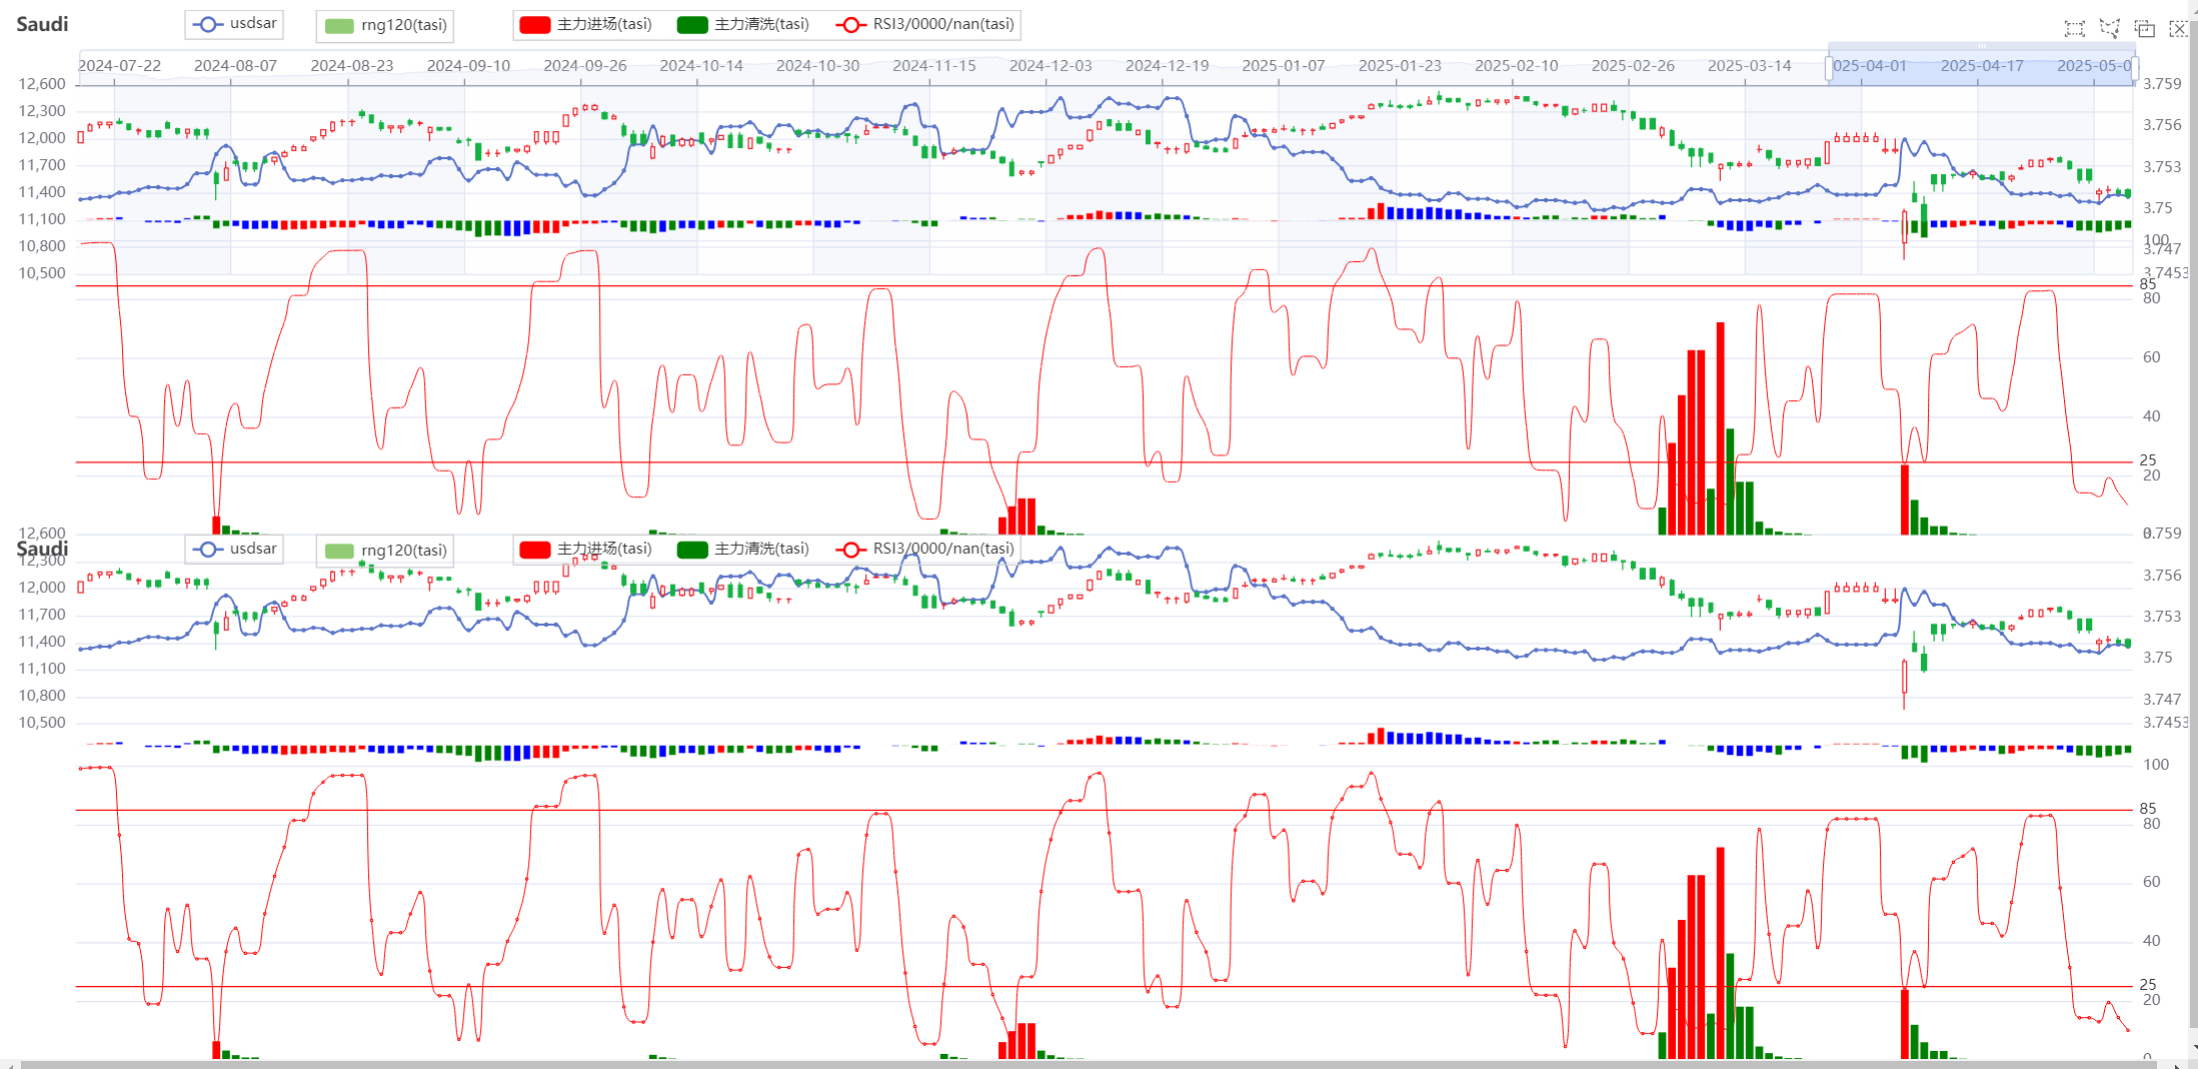 Saudi
usdsar
rng120(tasi)
主力进场(tasi)
主力清洗(tasi)
RSI3/0000/nan(tasi)
2024-07-22 2024-08-07 2024-08-23 2024-09-10 2024-09-26 2024-10-14 2024-10-30 2024-11-15 2024-12-03 2024-12-19 2025-01-07 2025-01-23 2025-02-10 2025-02-26 2025-03-14 025-04-01 2025-04-17 2025-05-0
12,600 3.759
12,300
3.756
12,000
11,700 3.753
11,400
3.75
11,100
100
10,800 3.747
10,500 3.7453
85
80
60
40
25
20
12,600 3.759
Saudi
usdsar
rng120(tasi)
主力进场(tasi)
主力清洗(tasi)
RSI3/0000/nan(tasi)
12,300
3.756
12,000
11,700 3.753
11,400
3.75
11,100
10,800 3.747
10,500 3.7453
100
85
80
60
40
25
20
0